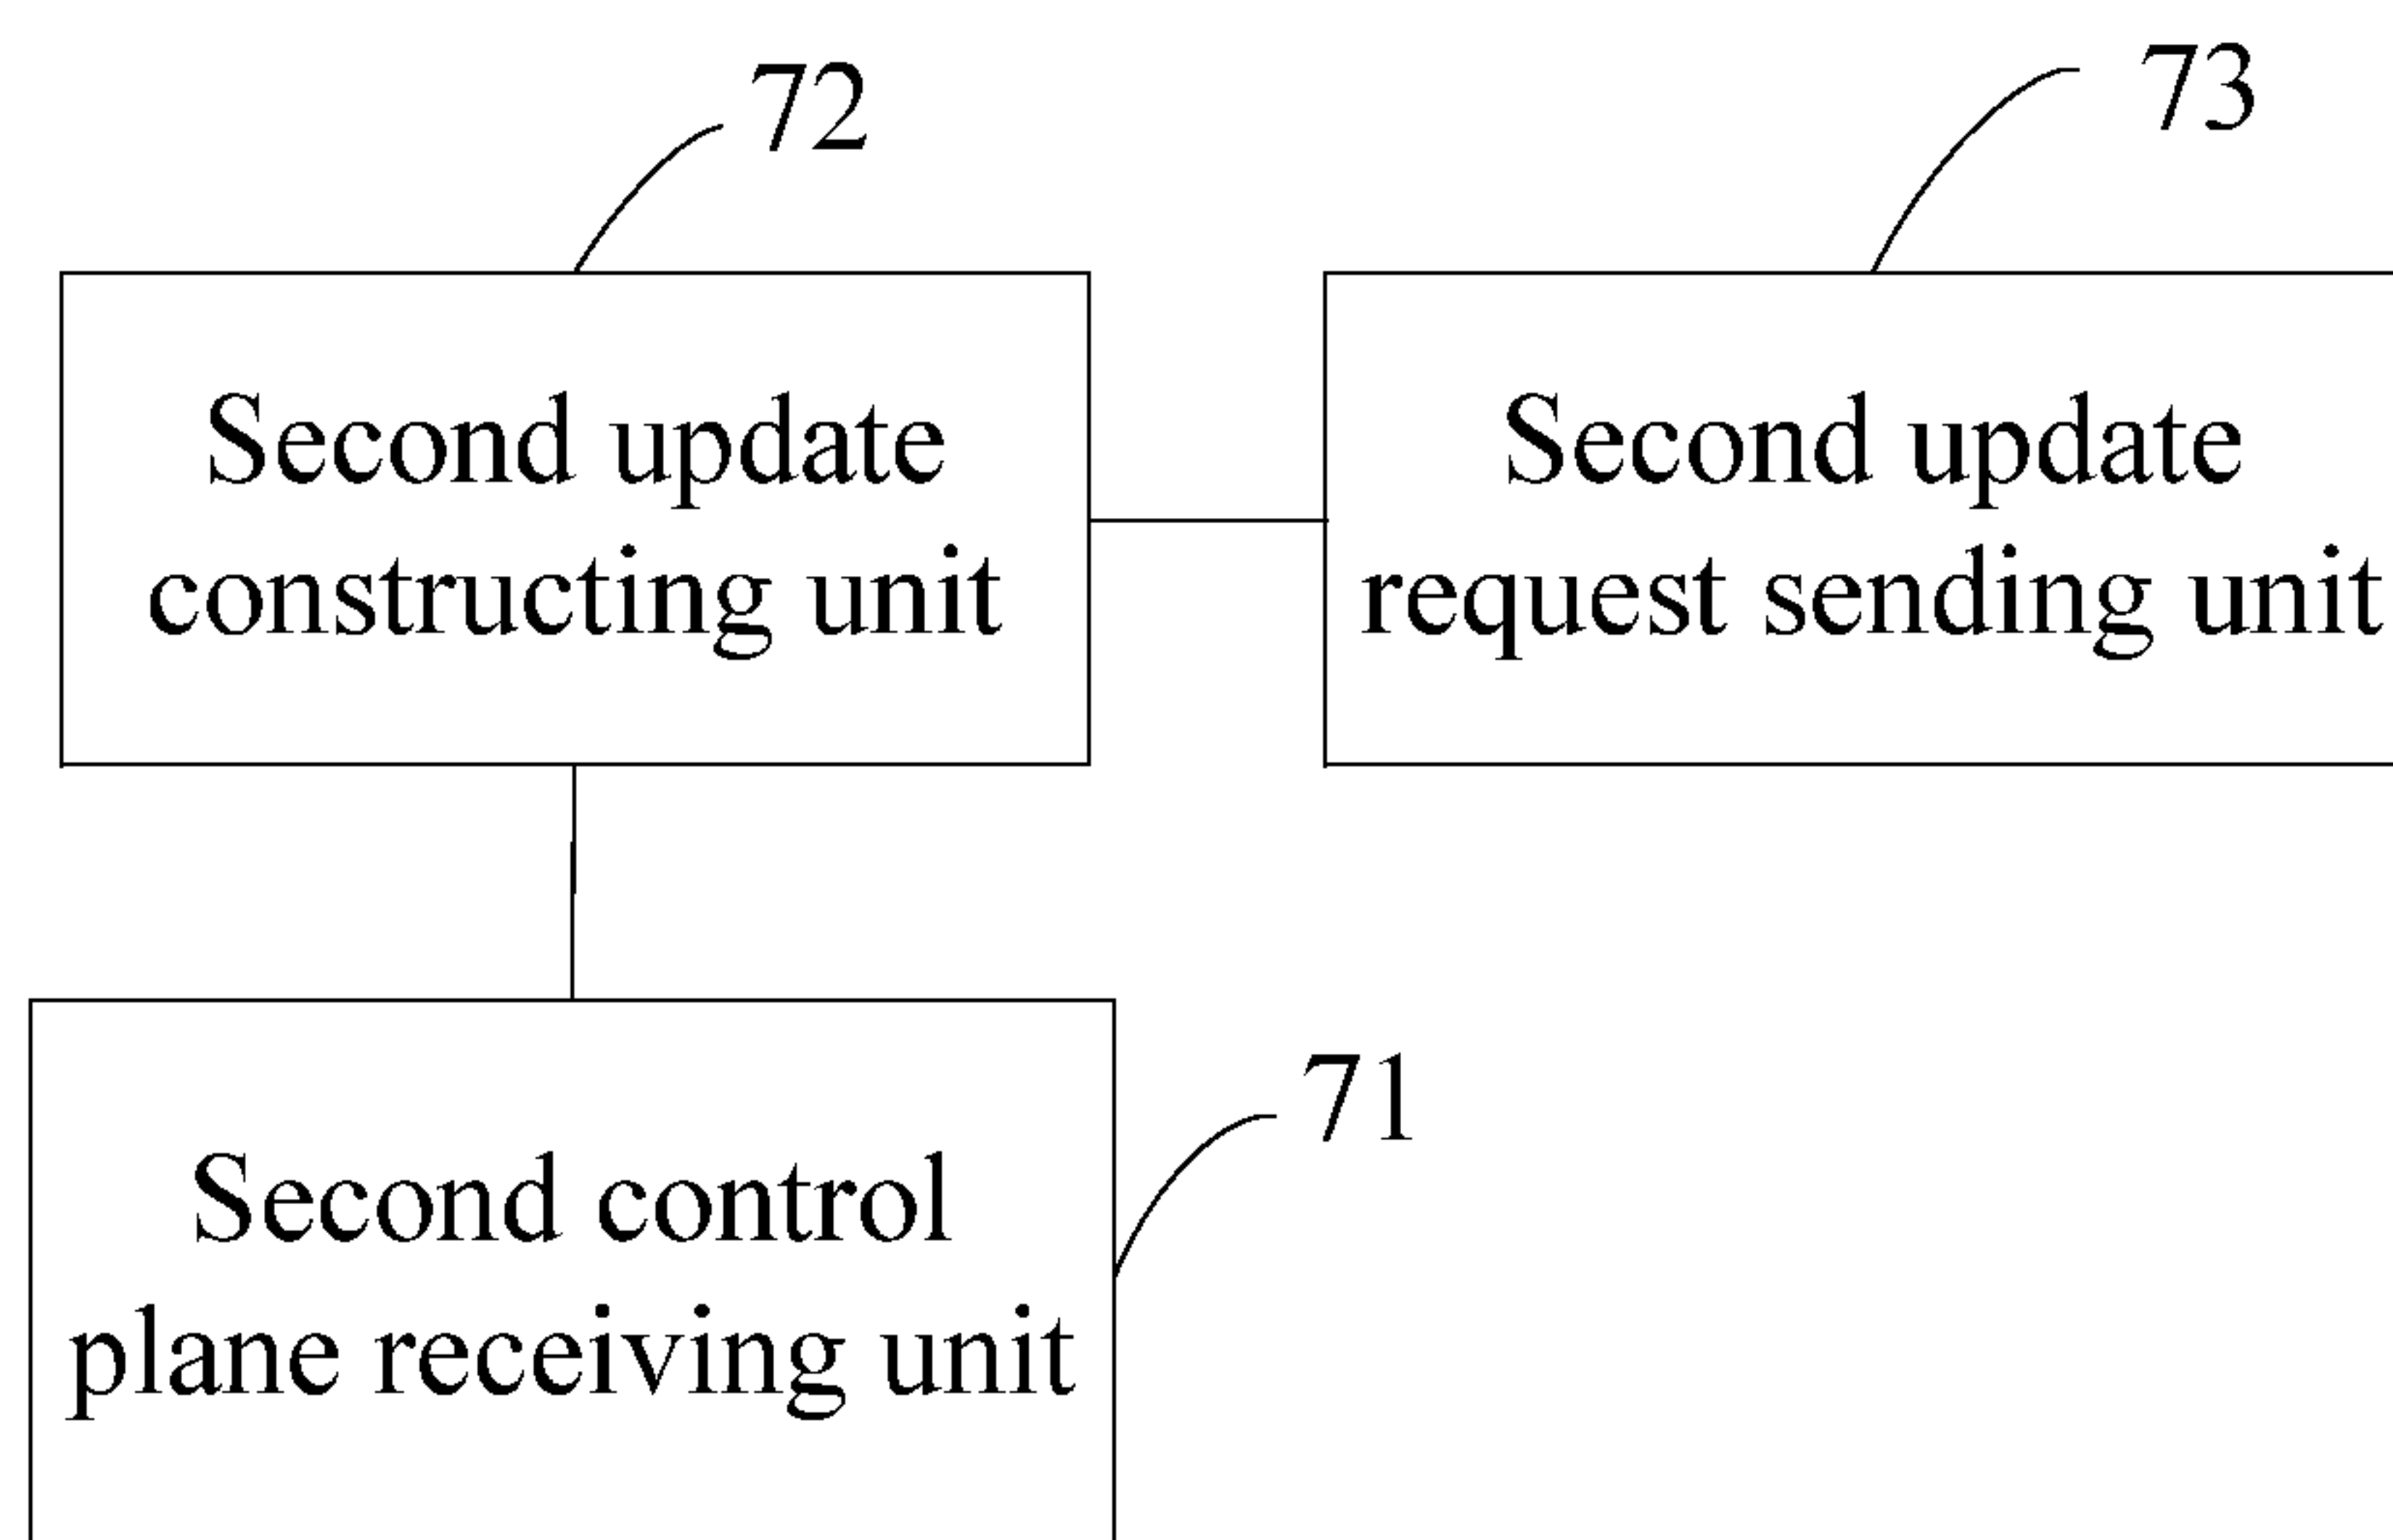 72
73
Second update
constructing unit
Second update
request sending unit
71
Second control
plane receiving unit